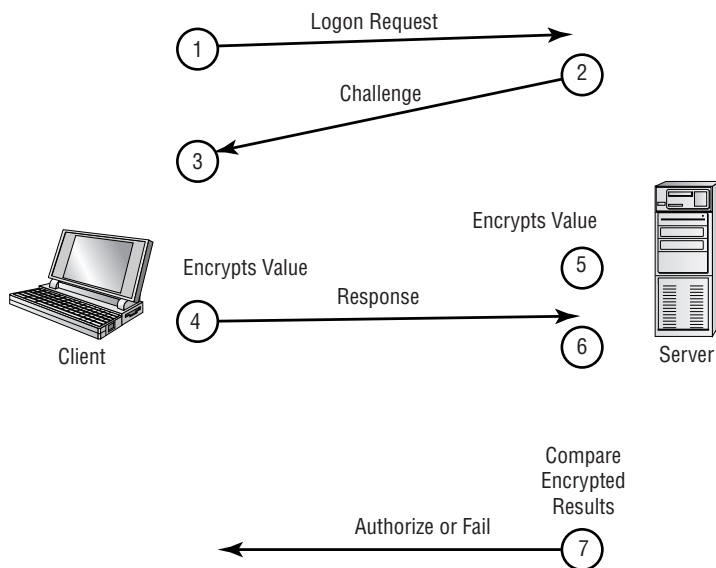 Logon Request
1
2
Challenge
3
Encrypts Value
5
Encrypts Value
Response
4
6
Client
Server
Compare
Encrypted
Results
Authorize or Fail
7